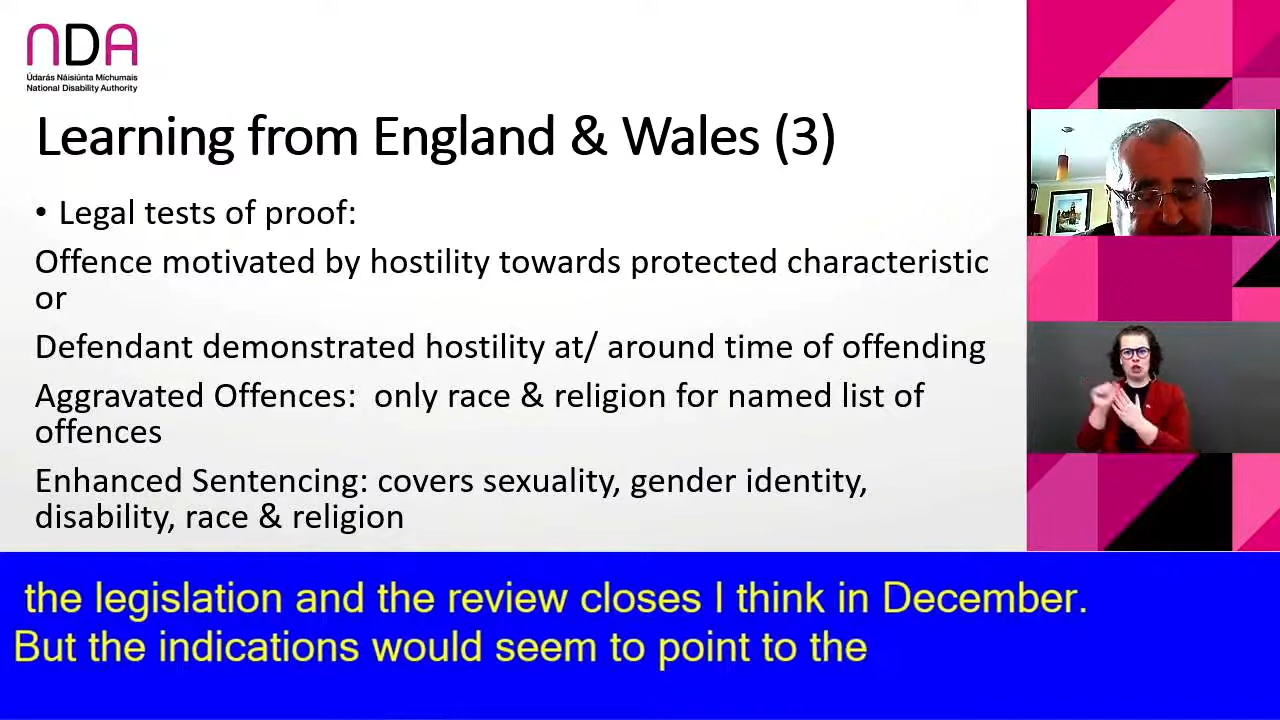 NDA
Údarás Náisiúnta Míchumais
National Disability Authority
Learning from England & Wales (3)
• Legal tests of proof:
Offence motivated by hostility towards protected characteristic
or
Defendant demonstrated hostility at/ around time of offending
Aggravated Offences: only race & religion for named list of
offences
Enhanced Sentencing: covers sexuality, gender identity,
disability, race & religion
the legislation and the review closes I think in December.
But the indications would seem to point to the